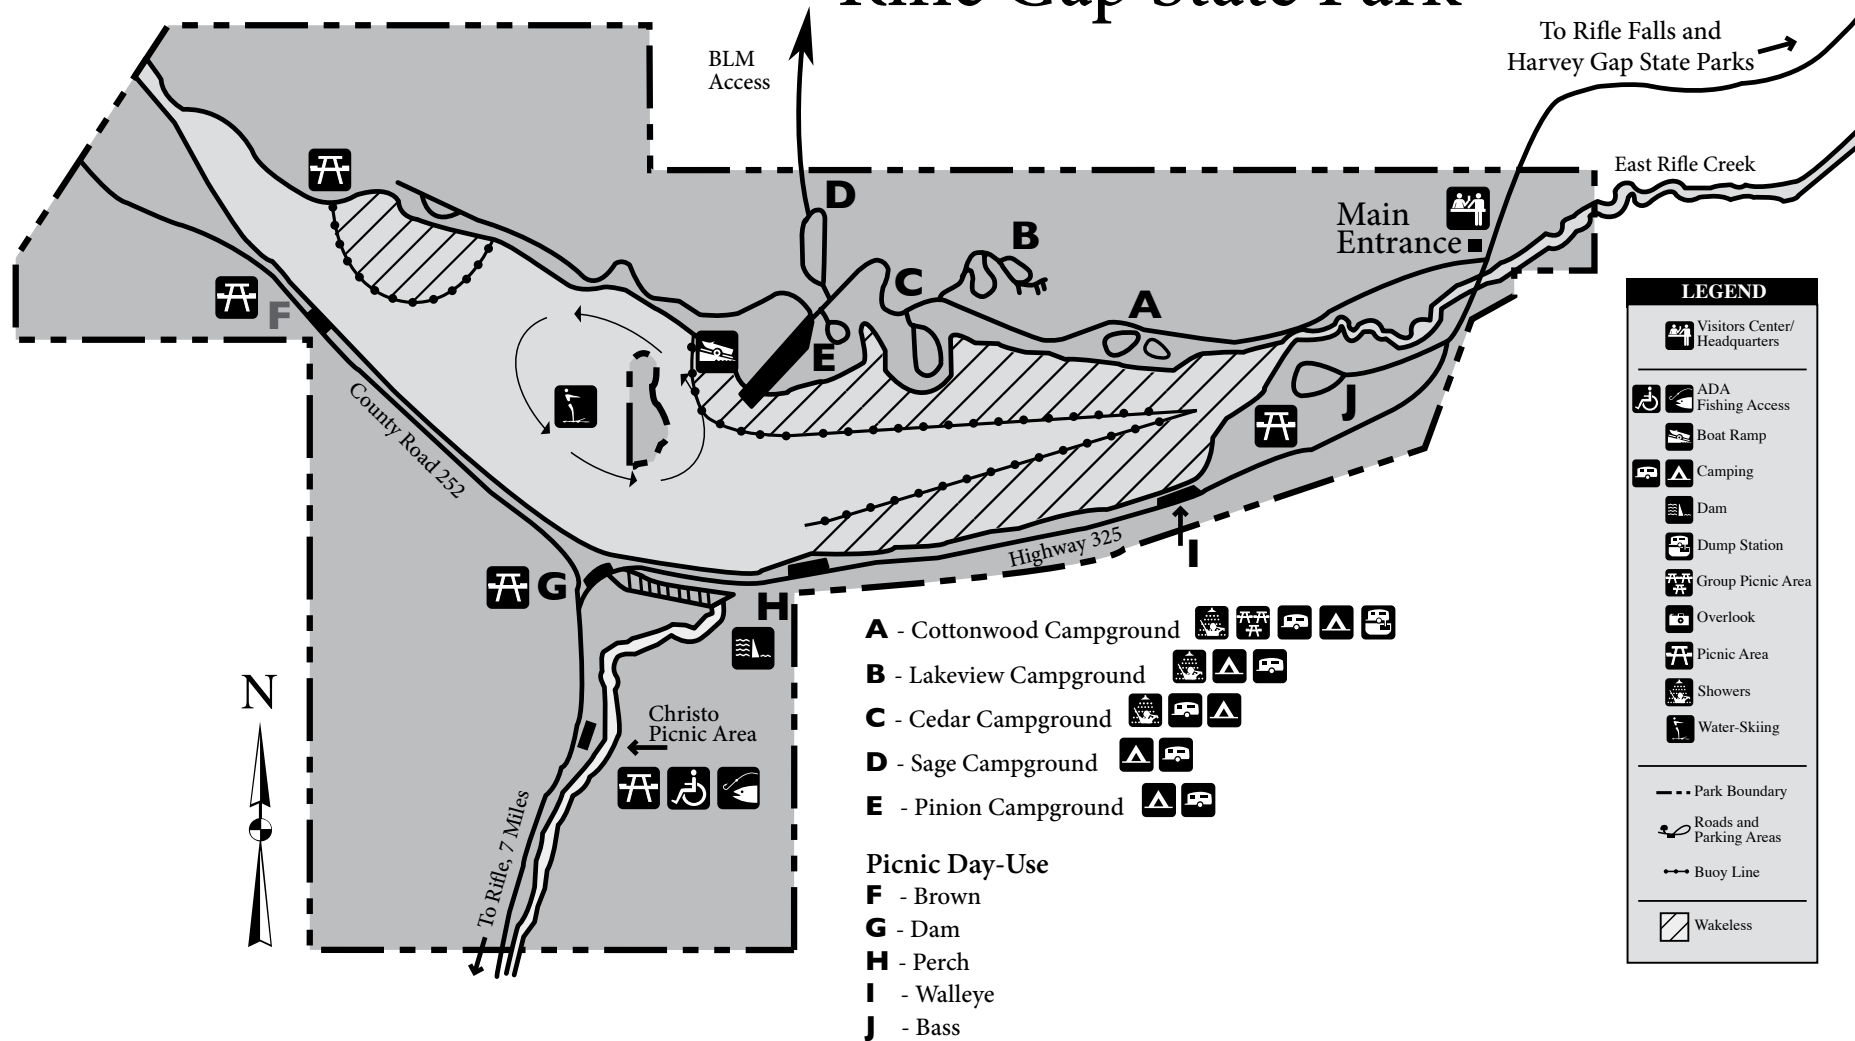 Rifle Gap State Park
To Rifle Falls and
Harvey Gap State Parks
BLM
Access
East Rifle Creek
D
Main
Entrance
B
C
A
F
E
J
County Road 252
Highway 325
I
G
H
N
Christo
Picnic Area
To Rifle, 7 Miles
A - Cottonwood Campground
B - Lakeview Campground
C - Cedar Campground
D - Sage Campground
E - Pinion Campground
Picnic Day-Use
F - Brown
G - Dam
H - Perch
I - Walleye
J - Bass
LEGEND
Visitors Center/
Headquarters
ADA
Fishing Access
Boat Ramp
Camping
Dam
Dump Station
Group Picnic Area
Overlook
Picnic Area
Showers
Water-Skiing
Park Boundary
Roads and
Parking Areas
Buoy Line
Wakeless